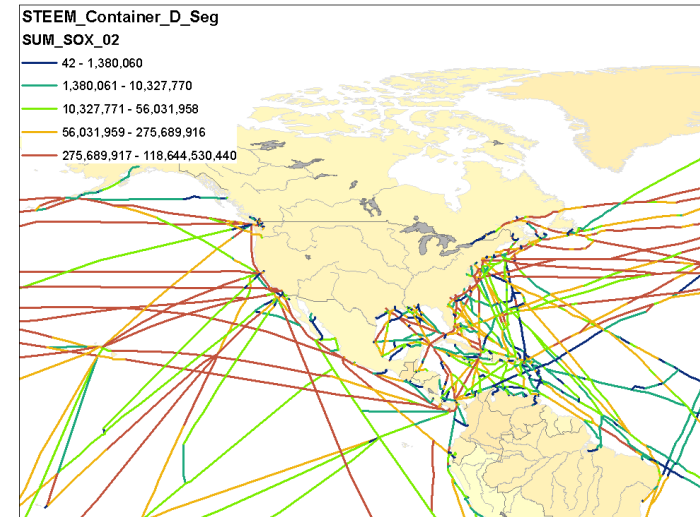 STEEM_Container_D_Seg
SUM_SOX_02
42 - 1,380,060
1,380,061 - 10,327,770
10,327,771 - 56,031,958
56,031,959 - 275,689,916
275,689,917 - 118,644,530,440